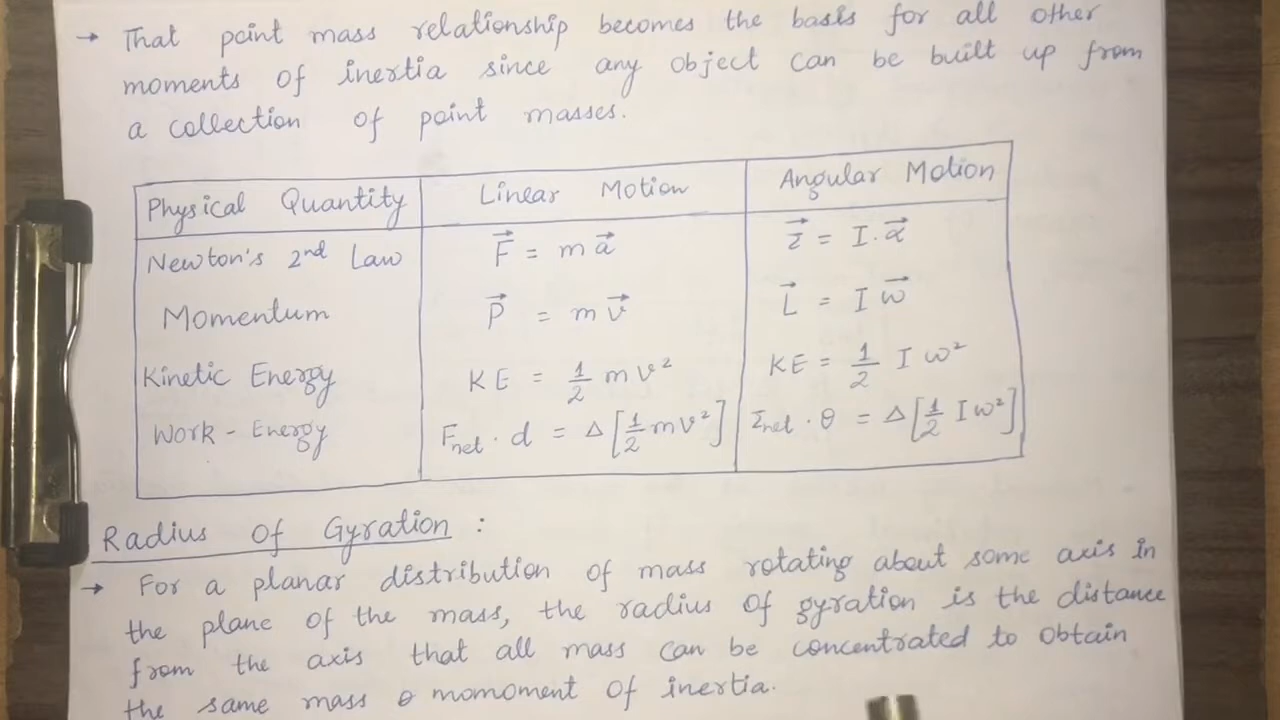 → That point mass relationship becomes the basis for all other
moments of inertia since any object can be built up from
a collection of point masses.
Physical Quantity Linear Motion Angular Motion
Newton's 2nd Law F⃗ = m a⃗ τ⃗ = I. α⃗
Momentum P⃗ = m v⃗ L⃗ = I ω⃗
Kinetic Energy KE = 1/2 m v² KE = 1/2 I ω²
Work - Energy Fnet . d = Δ[1/2 mv²] τnet . θ = Δ[1/2 I ω²]
Radius Of Gyration :
→ For a planar distribution of mass rotating about some axis in
the plane of the mass, the radius of gyration is the distance
from the axis that all mass can be concentrated to obtain
the same mass momoment of inertia.